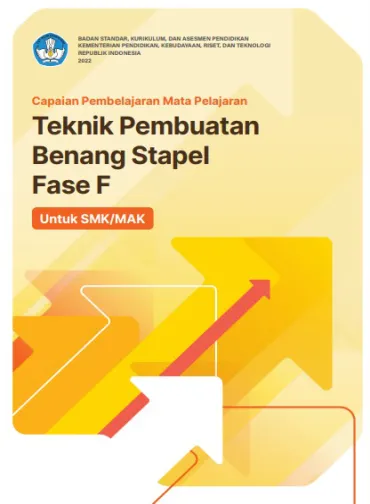 BADAN STANDAR, KURIKULUM, DAN ASESMEN PENDIDIKAN
KEMENTERIAN PENDIDIKAN, KEBUDAYAAN, RISET, DAN TEKNOLOGI
REPUBLIK INDONESIA
2022
Capaian Pembelajaran Mata Pelajaran
Teknik Pembuatan
Benang Stapel
Fase F
Untuk SMK/MAK